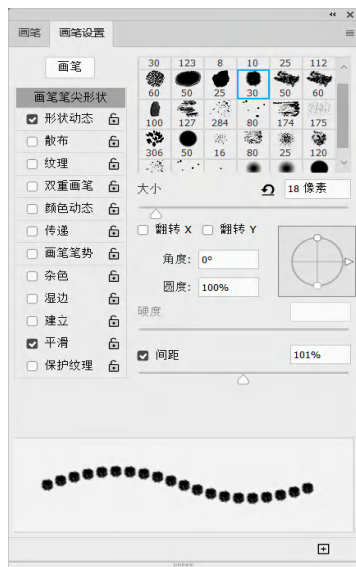 画笔 画笔设置
画笔
画笔笔尖形状
形状动态
散布
纹理
双重画笔
颜色动态
传递
画笔笔势
杂色
湿边
建立
平滑
保护纹理
30 123 8 10 25 112
60 50 25 30 50 60
100 127 284 80 174 175
306 50 16 80 25 120
大小 18 像素
翻转 X 翻转 Y
角度: 0°
圆度: 100%
硬度
间距 101%